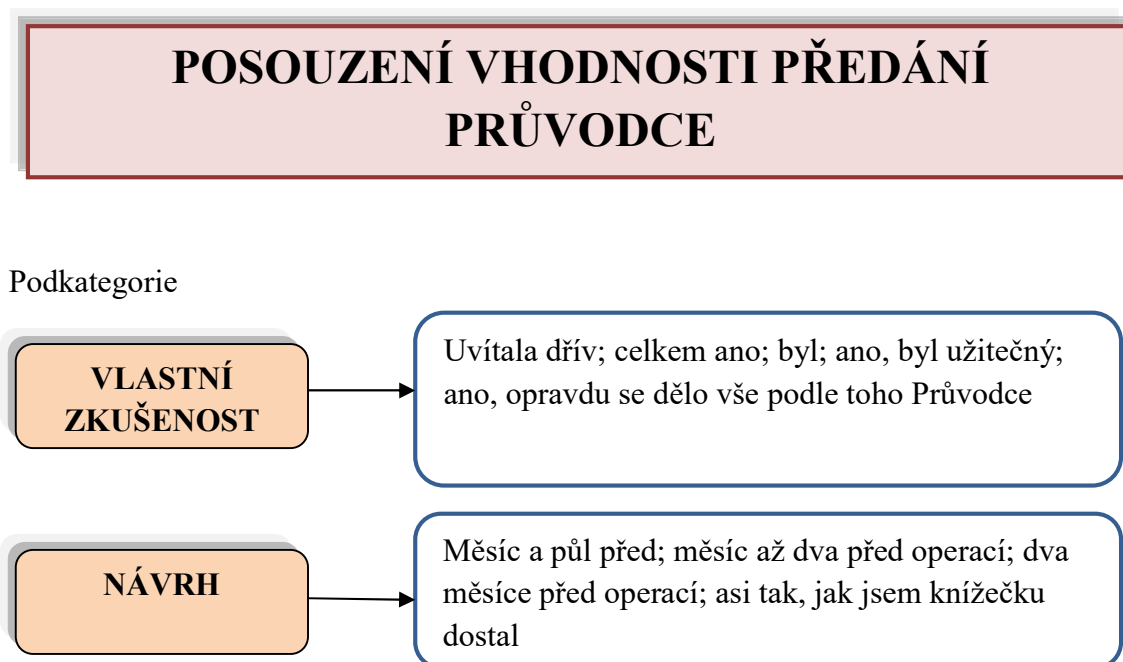 POSOUZENÍ VHODNOSTI PŘEDÁNÍ
PRŮVODCE
Podkategorie
VLASTNÍ
ZKUŠENOST
Uvítala dřív; celkem ano; byl; ano, byl užitečný;
ano, opravdu se dělo vše podle toho Průvodce
NÁVRH
Měsíc a půl před; měsíc až dva před operací; dva
měsíce před operací; asi tak, jak jsem knížečku
dostal